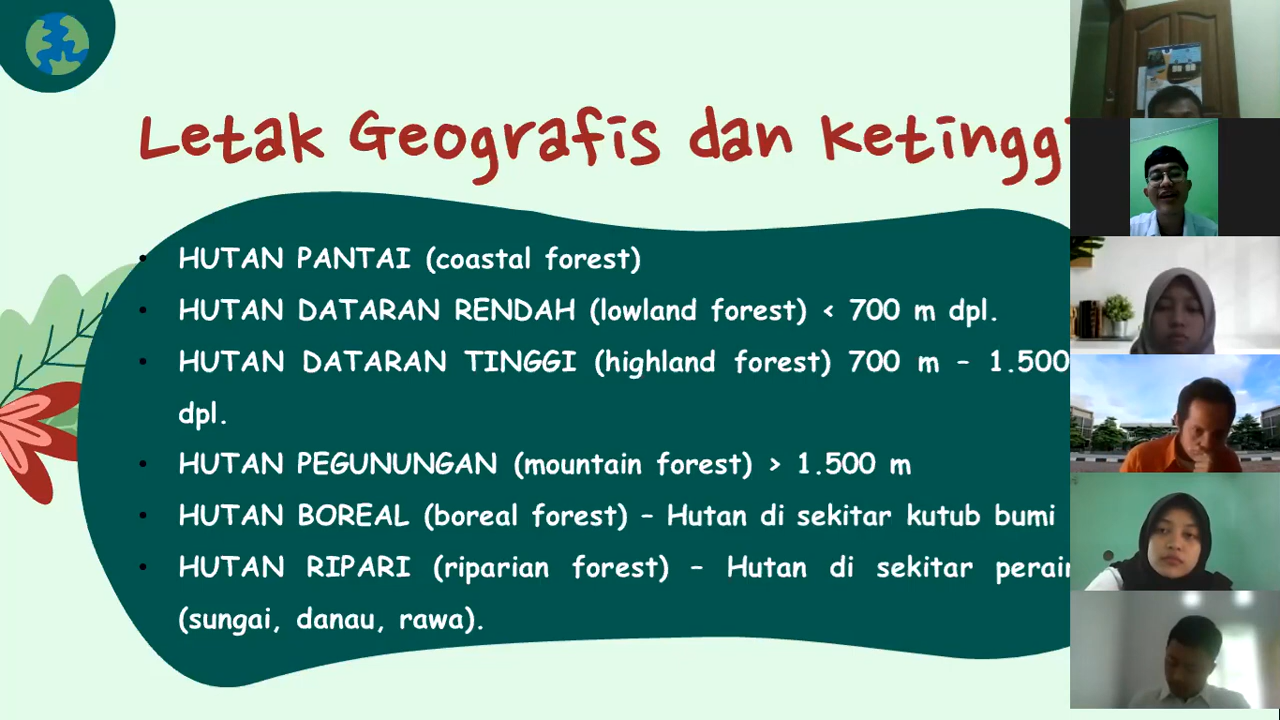 Letak Geografis dan Ketinggi
• HUTAN PANTAI (coastal forest)
• HUTAN DATARAN RENDAH (lowland forest) < 700 m dpl.
• HUTAN DATARAN TINGGI (highland forest) 700 m – 1.500
dpl.
• HUTAN PEGUNUNGAN (mountain forest) > 1.500 m
• HUTAN BOREAL (boreal forest) – Hutan di sekitar kutub bumi
• HUTAN RIPARI (riparian forest) – Hutan di sekitar perair
(sungai, danau, rawa).